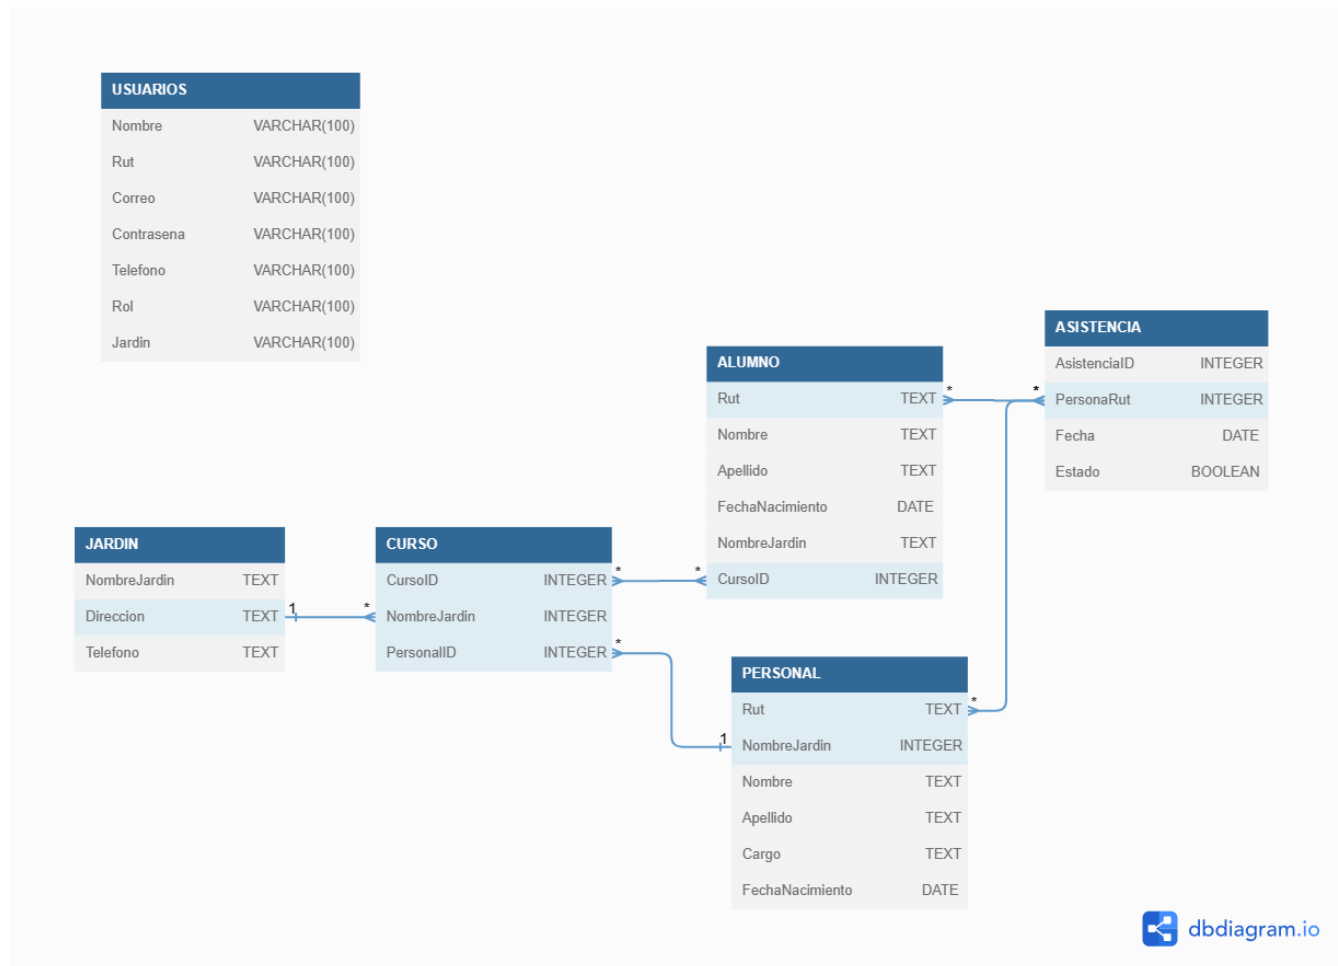 USUARIOS
Nombre VARCHAR(100)
Rut VARCHAR(100)
Correo VARCHAR(100)
Contrasena VARCHAR(100)
Telefono VARCHAR(100)
Rol VARCHAR(100)
Jardin VARCHAR(100)
ASISTENCIA
AsistenciaID INTEGER
PersonaRut INTEGER
Fecha DATE
Estado BOOLEAN
ALUMNO
Rut TEXT * *
Nombre TEXT
Apellido TEXT
FechaNacimiento DATE
NombreJardin TEXT
CursoID INTEGER
JARDIN
NombreJardin TEXT
Direccion TEXT 1 *
Telefono TEXT
CURSO
CursoID INTEGER * *
NombreJardin INTEGER
PersonalID INTEGER * 1
PERSONAL
Rut TEXT *
NombreJardin INTEGER
Nombre TEXT
Apellido TEXT
Cargo TEXT
FechaNacimiento DATE
dbdiagram.io